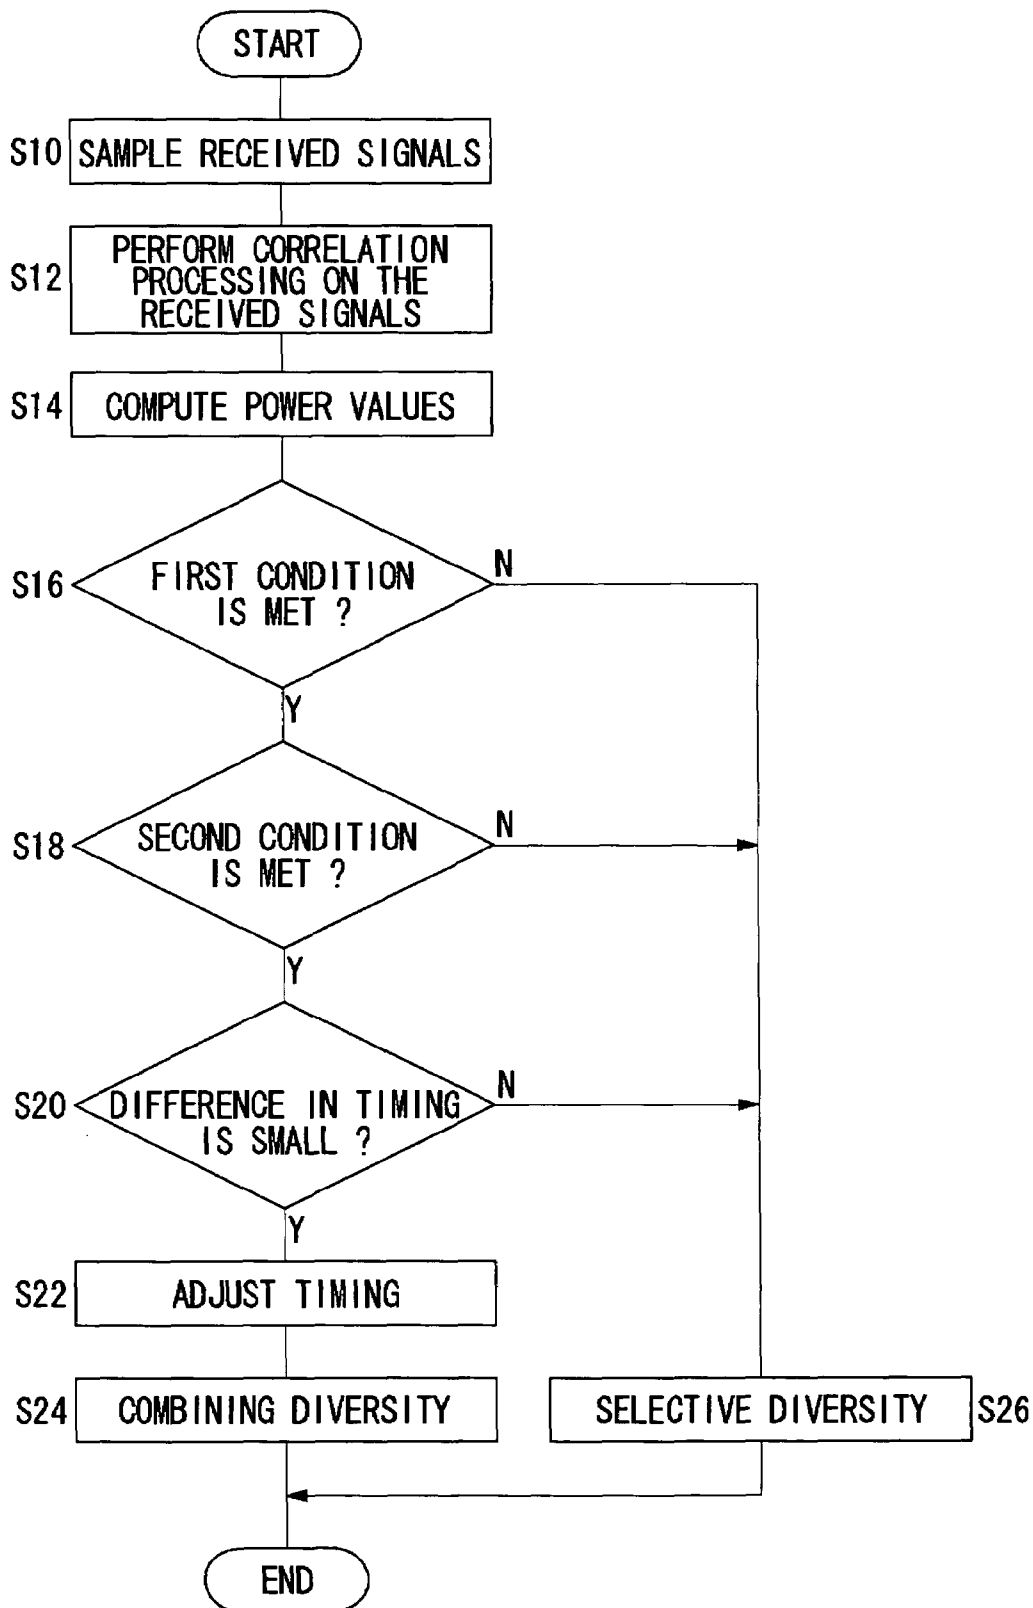 START
S10 SAMPLE RECEIVED SIGNALS
PERFORM CORRELATION
S12 PROCESSING ON THE
RECEIVED SIGNALS
S14 COMPUTE POWER VALUES
N
S16 FIRST CONDITION
IS MET ?
Y
N
S18 SECOND CONDITION
IS MET ?
Y
N
S20 DIFFERENCE IN TIMING
IS SMALL ?
Y
S22 ADJUST TIMING
S24 COMBINING DIVERSITY
SELECTIVE DIVERSITY S26
END